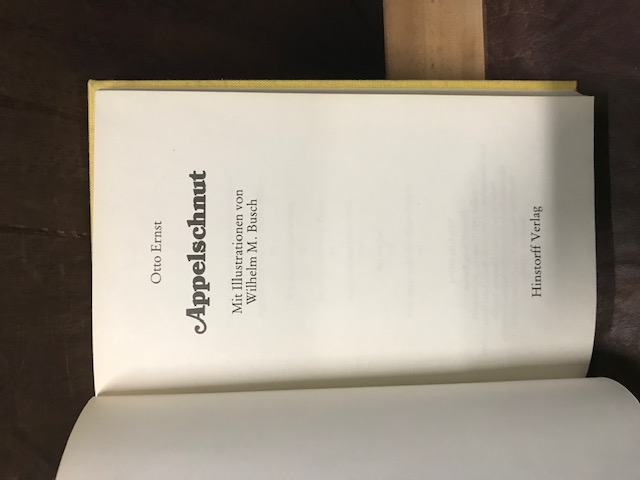 Otto Ernst
Appelschnut
Mit Illustrationen von
Wilhelm M. Busch
Hinstorff Verlag